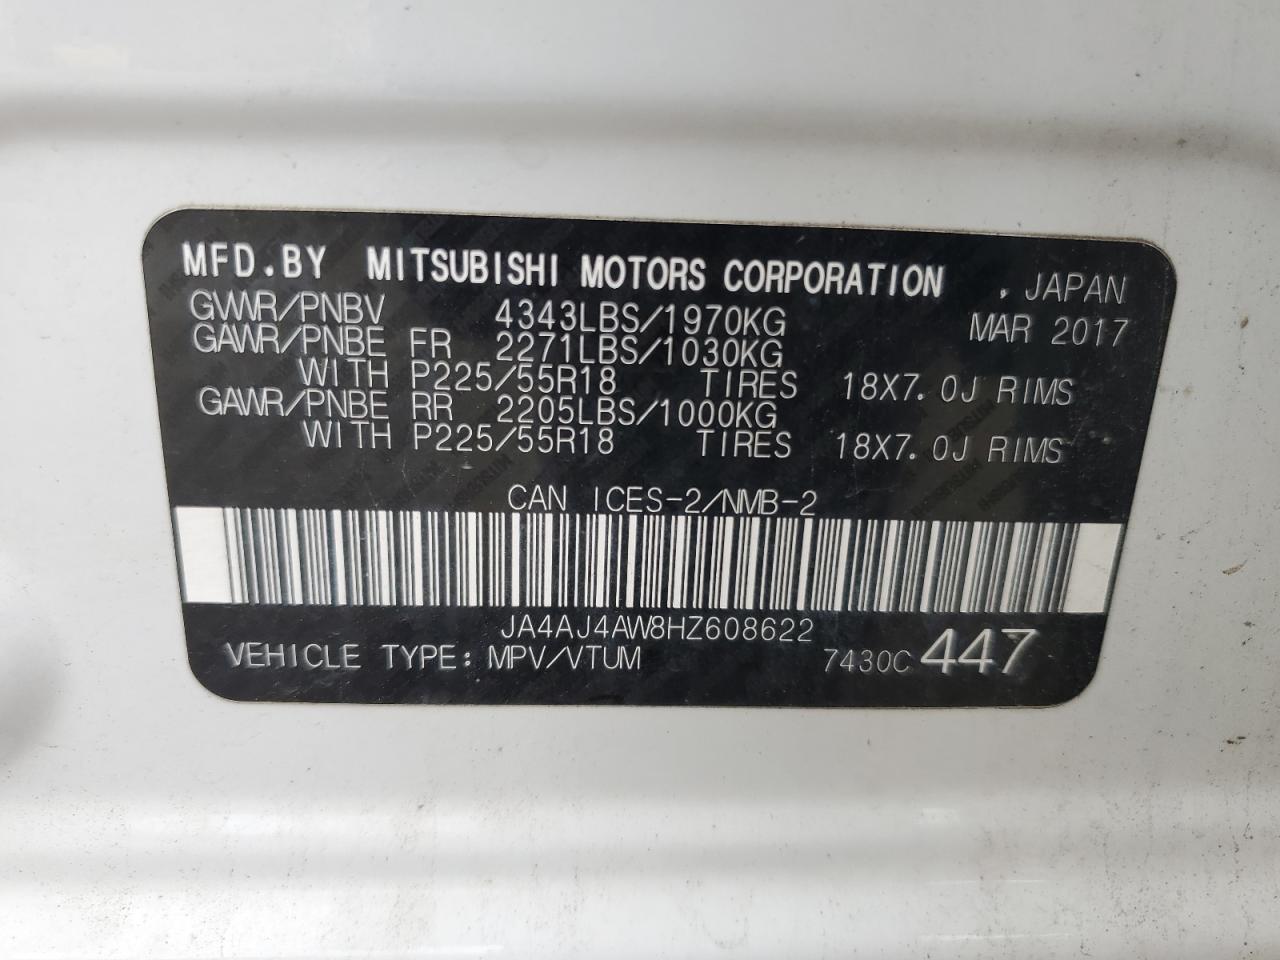 MFD.BY MITSUBISHI MOTORS CORPORATION , JAPAN
GVWR/PNBV 4343LBS/1970KG MAR 2017
GAWR/PNBE FR 2271LBS/1030KG
WITH P225/55R18 TIRES 18X7.0J RIMS
GAWR/PNBE RR 2205LBS/1000KG
WITH P225/55R18 TIRES 18X7.0J RIMS
CAN ICES-2/NMB-2
JA4AJ4AW8HZ608622
VEHICLE TYPE: MPV/VTUM 7430C 447